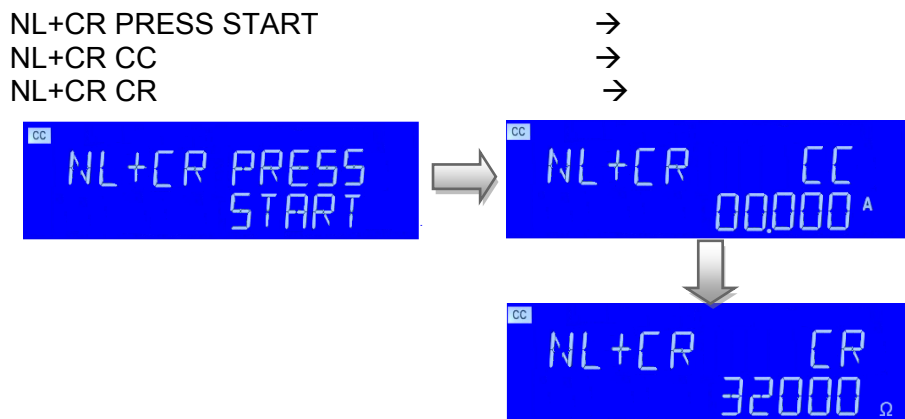 NL+CR PRESS START →
NL+CR CC →
NL+CR CR →
CC
NL+CR PRESS
START
CC
NL+CR CC
00.000 A
CC
NL+CR CR
32000 Ω